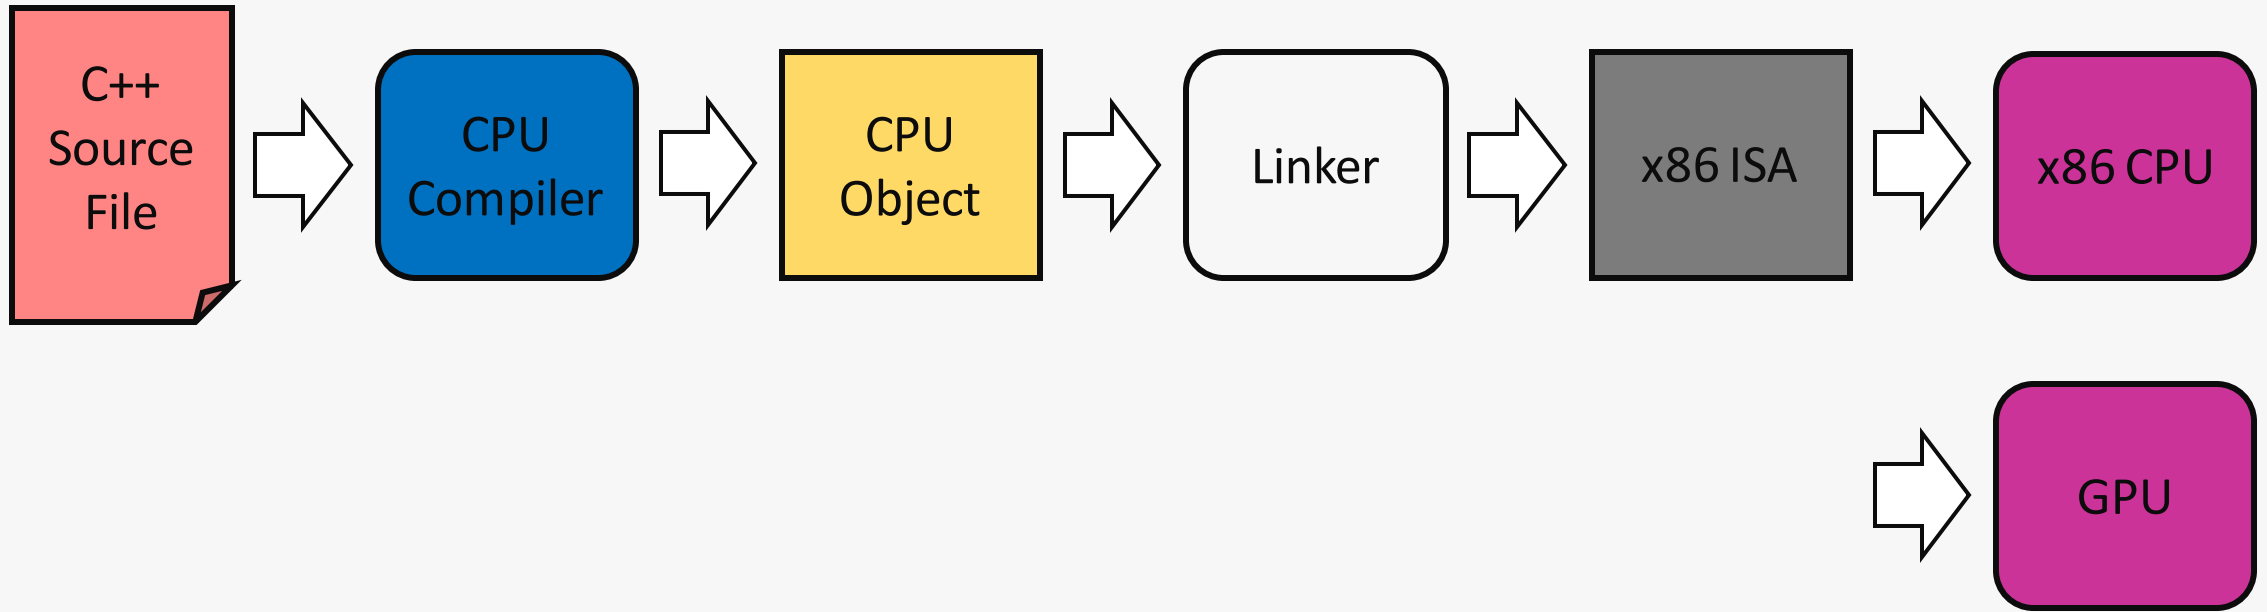 C++
Source
File
CPU
Compiler
CPU
Object
Linker
x86 ISA
x86 CPU
GPU